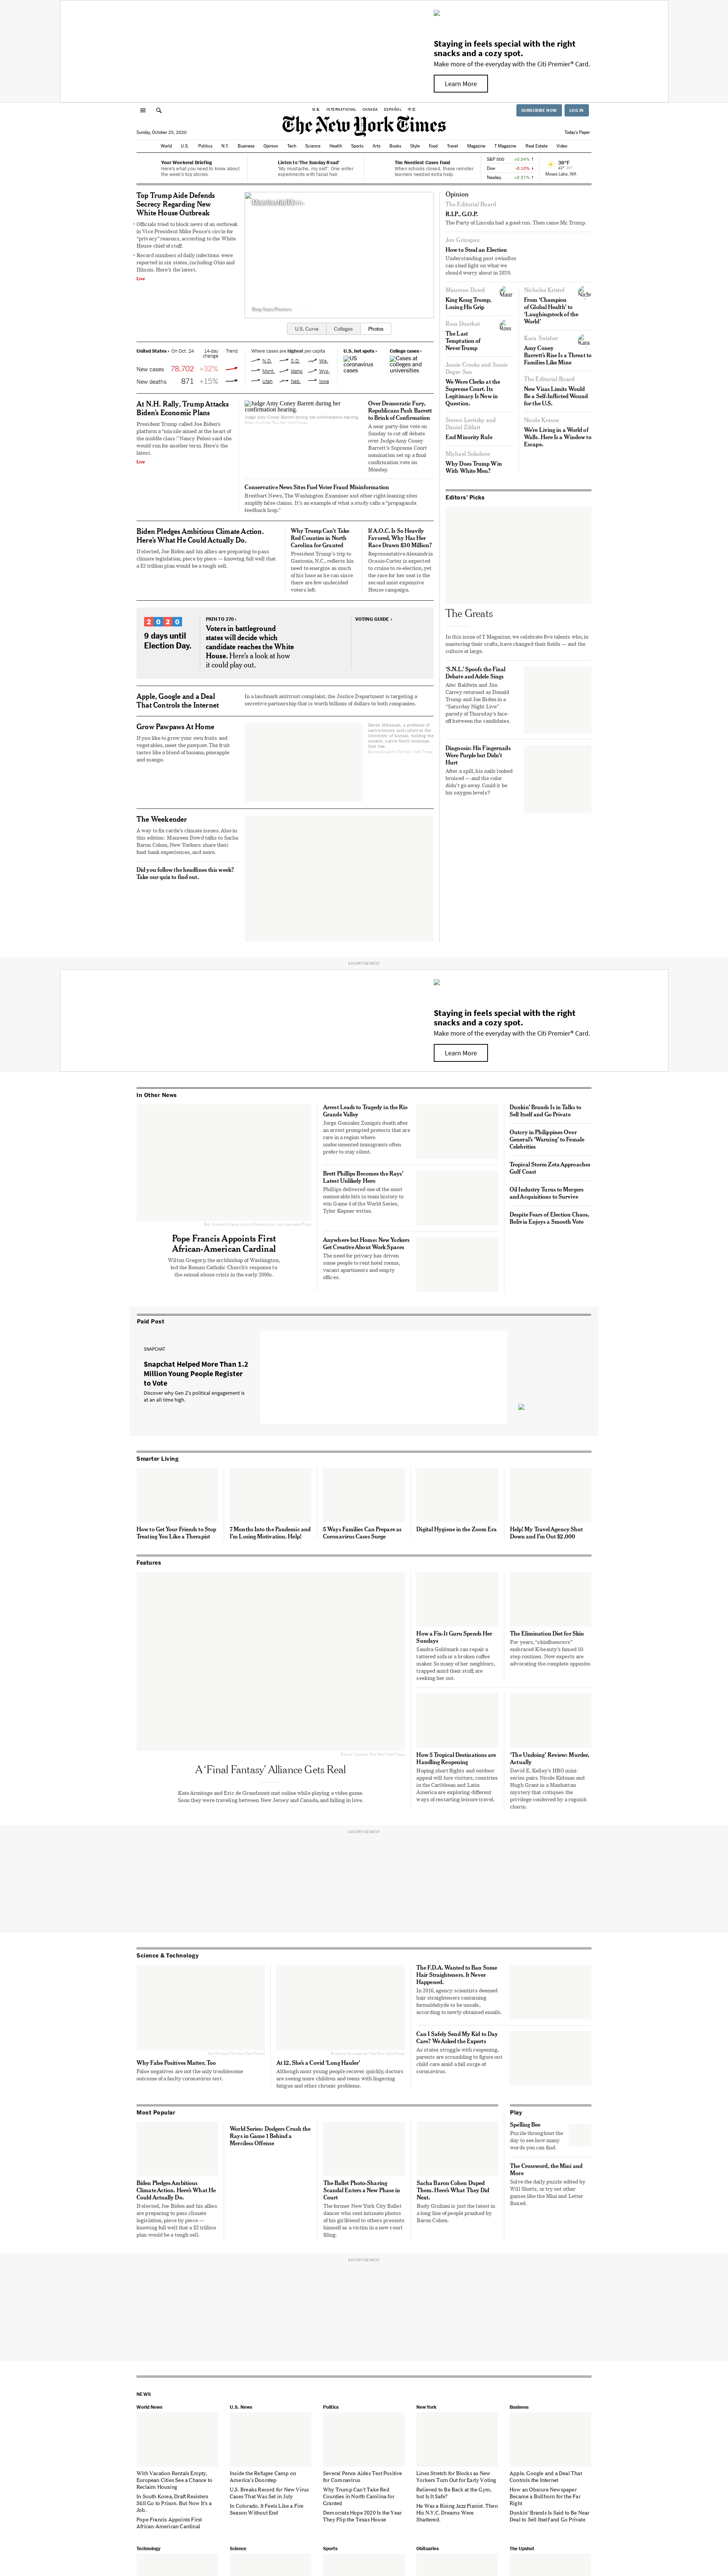 Staying in feels special with the right
snacks and a cozy spot.
Make more of the everyday with the Citi Premier® Card.
Learn More
U.S. INTERNATIONAL CANADA ESPAÑOL 中文
SUBSCRIBE NOW LOG IN
The New York Times
Sunday, October 25, 2020
Today's Paper
World U.S. Politics N.Y. Business Opinion Tech Science Health Sports Arts Books Style Food Travel Magazine T Magazine Real Estate Video
Your Weekend Briefing
Here's what you need to know about
the week's top stories.
Listen to 'The Sunday Read'
'My mustache, my self'. One writer
experiments with facial hair.
The Neediest Cases Fund
When schools closed, these reminder
learners needed extra help.
S&P 500 +0.34% ↑
Dow -0.10% ↓
Nasdaq +0.37% ↑
38°F
Moses Lake, WA
Top Trump Aide Defends
Secrecy Regarding New
White House Outbreak
Officials tried to block news of an outbreak
in Vice President Mike Pence's circle for
"privacy" reasons, according to the White
House chief of staff.
Record numbers of daily infections were
reported in six states, including Ohio and
Illinois. Here's the latest.
Live
U.S. Curve Colleges Photos
United States › On Oct. 24 14-day
change Trend
New cases 78,702 +32%
New deaths 871 +15%
Where cases are highest per capita
N.D. S.D. Wis.
Mont. Idaho Wyo.
Utah Neb. Iowa
U.S. hot spots ›
US
coronavirus
cases
College cases ›
Cases at
colleges and
universities
At N.H. Rally, Trump Attacks
Biden's Economic Plans
President Trump called Joe Biden's
platform a "missile aimed at the heart of
the middle class." Nancy Pelosi said she
would run for another term. Here's the
latest.
Live
Judge Amy Coney Barrett during her
confirmation hearing.
Judge Amy Coney Barrett during her confirmation hearing.
Over Democratic Fury,
Republicans Push Barrett
to Brink of Confirmation
A near party-line vote on
Sunday to cut off debate
over Judge Amy Coney
Barrett's Supreme Court
nomination set up a final
confirmation vote on
Monday.
Conservative News Sites Fuel Voter Fraud Misinformation
Breitbart News, The Washington Examiner and other right-leaning sites
amplify false claims. It's an example of what a study calls a "propaganda
feedback loop."
Biden Pledges Ambitious Climate Action.
Here's What He Could Actually Do.
If elected, Joe Biden and his allies are preparing to pass
climate legislation, piece by piece — knowing full well that
a $2 trillion plan would be a tough sell.
Why Trump Can't Take
Red Counties in North
Carolina for Granted
President Trump's trip to
Gastonia, N.C., reflects his
need to energize as much
of his base as he can since
there are few undecided
voters left.
If A.O.C. Is So Heavily
Favored, Why Has Her
Race Drawn $30 Million?
Representative Alexandria
Ocasio-Cortez is expected
to cruise to re-election, yet
the race for her seat is the
second most expensive
House campaign.
2020
9 days until
Election Day.
PATH TO 270 ›
Voters in battleground
states will decide which
candidate reaches the White
House. Here's a look at how
it could play out.
VOTING GUIDE ›
Apple, Google and a Deal
That Controls the Internet
In a landmark antitrust complaint, the Justice Department is targeting a
secretive partnership that is worth billions of dollars to both companies.
Grow Pawpaws At Home
If you like to grow your own fruits and
vegetables, meet the pawpaw. The fruit
tastes like a blend of banana, pineapple
and mango.
The Weekender
A way to fix cattle's climate issues. Also in
this edition: Maureen Dowd talks to Sacha
Baron Cohen, New Yorkers share their
food bank experiences, and more.
Did you follow the headlines this week?
Take our quiz to find out.
Opinion
The Editorial Board
R.I.P., G.O.P.
The Party of Lincoln had a good run. Then came Mr. Trump.
Jon Grinspan
How to Steal an Election
Understanding past swindles
can shed light on what we
should worry about in 2020.
Maureen Dowd
King Kong Trump,
Losing His Grip
Ross Douthat
The Last
Temptation of
NeverTrump
Jamie Crooks and Samir
Deger-Sen
We Were Clerks at the
Supreme Court. Its
Legitimacy Is Now in
Question.
Steven Levitsky and
Daniel Ziblatt
End Minority Rule
Michael Sokolove
Why Does Trump Win
With White Men?
Nicholas Kristof
From 'Champion
of Global Health' to
'Laughingstock of the
World'
Kara Swisher
Amy Coney
Barrett's Rise Is a Threat to
Families Like Mine
The Editorial Board
New Visas Limits Would
Be a Self-Inflicted Wound
for the U.S.
Nicole Krauss
We're Living in a World of
Walls. Here Is a Window to
Escape.
Editors' Picks
The Greats
In this issue of T Magazine, we celebrate five talents who, in
mastering their crafts, have changed their fields — and the
culture at large.
'S.N.L.' Spoofs the Final
Debate and Adele Sings
Alec Baldwin and Jim
Carrey returned as Donald
Trump and Joe Biden in a
"Saturday Night Live"
parody of Thursday's face-
off between the candidates.
Diagnosis: His Fingernails
Were Purple but Didn't
Hurt
After a spill, his nails looked
bruised — and the color
didn't go away. Could it be
his oxygen levels?
ADVERTISEMENT
Staying in feels special with the right
snacks and a cozy spot.
Make more of the everyday with the Citi Premier® Card.
Learn More
In Other News
Pope Francis Appoints First
African-American Cardinal
Wilton Gregory, the archbishop of Washington,
led the Roman Catholic Church's response to
the sexual abuse crisis in the early 2000s.
Arrest Leads to Tragedy in the Rio
Grande Valley
Jorge Gonzalez Zuniga's death after
an arrest prompted protests that are
rare in a region where
undocumented immigrants often
prefer to stay silent.
Brett Phillips Becomes the Rays'
Latest Unlikely Hero
Phillips delivered one of the most
memorable hits in team history to
win Game 4 of the World Series,
Tyler Kepner writes.
Anywhere but Home: New Yorkers
Get Creative About Work Spaces
The need for privacy has driven
some people to rent hotel rooms,
vacant apartments and empty
offices.
Dunkin' Brands Is in Talks to
Sell Itself and Go Private
Outcry in Philippines Over
General's 'Warning' to Female
Celebrities
Tropical Storm Zeta Approaches
Gulf Coast
Oil Industry Turns to Mergers
and Acquisitions to Survive
Despite Fears of Election Chaos,
Bolivia Enjoys a Smooth Vote
Paid Post
SNAPCHAT
Snapchat Helped More Than 1.2
Million Young People Register
to Vote
Discover why Gen Z's political engagement is
at an all time high.
Smarter Living
How to Get Your Friends to Stop
Treating You Like a Therapist
7 Months Into the Pandemic and
I'm Losing Motivation. Help!
5 Ways Families Can Prepare as
Coronavirus Cases Surge
Digital Hygiene in the Zoom Era
Help! My Travel Agency Shut
Down and I'm Out $2,000
Features
A 'Final Fantasy' Alliance Gets Real
Kate Armitage and Eric de Grandmont met online while playing a video game.
Soon they were traveling between New Jersey and Canada, and falling in love.
How a Fix-It Guru Spends Her
Sundays
Sandra Goldmark can repair a
tattered sofa or a broken coffee
maker. So many of her neighbors,
trapped amid their stuff, are
seeking her out.
The Elimination Diet for Skin
For years, "skinfluencers"
embraced K-beauty's famed 10-
step routines. Now experts are
advocating the complete opposite.
How 5 Tropical Destinations are
Handling Reopening
Hoping short flights and outdoor
appeal will lure visitors, countries
in the Caribbean and Latin
America are exploring different
ways of restarting leisure travel.
'The Undoing' Review: Murder,
Actually
David E. Kelley's HBO mini-
series pairs Nicole Kidman and
Hugh Grant in a Manhattan
mystery that critiques the
privilege conferred by a roguish
charm.
ADVERTISEMENT
Science & Technology
Why False Positives Matter, Too
False negatives are not the only troublesome
outcome of a faulty coronavirus test.
At 12, She's a Covid 'Long Hauler'
Although most young people recover quickly, doctors
are seeing more children and teens with lingering
fatigue and other chronic problems.
The F.D.A. Wanted to Ban Some
Hair Straighteners. It Never
Happened.
In 2016, agency scientists deemed
hair straighteners containing
formaldehyde to be unsafe,
according to newly obtained emails.
Can I Safely Send My Kid to Day
Care? We Asked the Experts
As states struggle with reopening,
parents are scrambling to figure out
child care amid a fall surge of
coronavirus.
Most Popular
Biden Pledges Ambitious
Climate Action. Here's What He
Could Actually Do.
If elected, Joe Biden and his allies
are preparing to pass climate
legislation, piece by piece —
knowing full well that a $2 trillion
plan would be a tough sell.
World Series: Dodgers Crush the
Rays in Game 1 Behind a
Merciless Offense
The Ballet Photo-Sharing
Scandal Enters a New Phase in
Court
The former New York City Ballet
dancer who sent intimate photos
of his girlfriend to others presents
himself as a victim in a new court
filing.
Sacha Baron Cohen Duped
Them. Here's What They Did
Next.
Rudy Giuliani is just the latest in
a long line of people pranked by
Baron Cohen.
Play
Spelling Bee
Puzzle throughout the
day to see how many
words you can find.
The Crossword, the Mini and
More
Solve the daily puzzle edited by
Will Shortz, or try out other
games like the Mini and Letter
Boxed.
ADVERTISEMENT
NEWS
World News
With Vacation Rentals Empty,
European Cities See a Chance to
Reclaim Housing
In South Korea, Draft Resisters
Still Go to Prison. But Now It's a
Job.
Pope Francis Appoints First
African-American Cardinal
U.S. News
Inside the Refugee Camp on
America's Doorstep
U.S. Breaks Record for New Virus
Cases That Was Set in July
In Colorado, It Feels Like a Fire
Season Without End
Politics
Several Pence Aides Test Positive
for Coronavirus
Why Trump Can't Take Red
Counties in North Carolina for
Granted
Democrats Hope 2020 Is the Year
They Flip the Texas House
New York
Lines Stretch for Blocks as New
Yorkers Turn Out for Early Voting
Relieved to Be Back at the Gym,
but Is It Safe?
He Was a Rising Jazz Pianist. Then
His N.Y.C. Dreams Were
Shattered.
Business
Apple, Google and a Deal That
Controls the Internet
How an Obscure Newspaper
Became a Bullhorn for the Far
Right
Dunkin' Brands Is Said to Be Near
Deal to Sell Itself and Go Private
Technology
Science
Sports
Obituaries
The Upshot